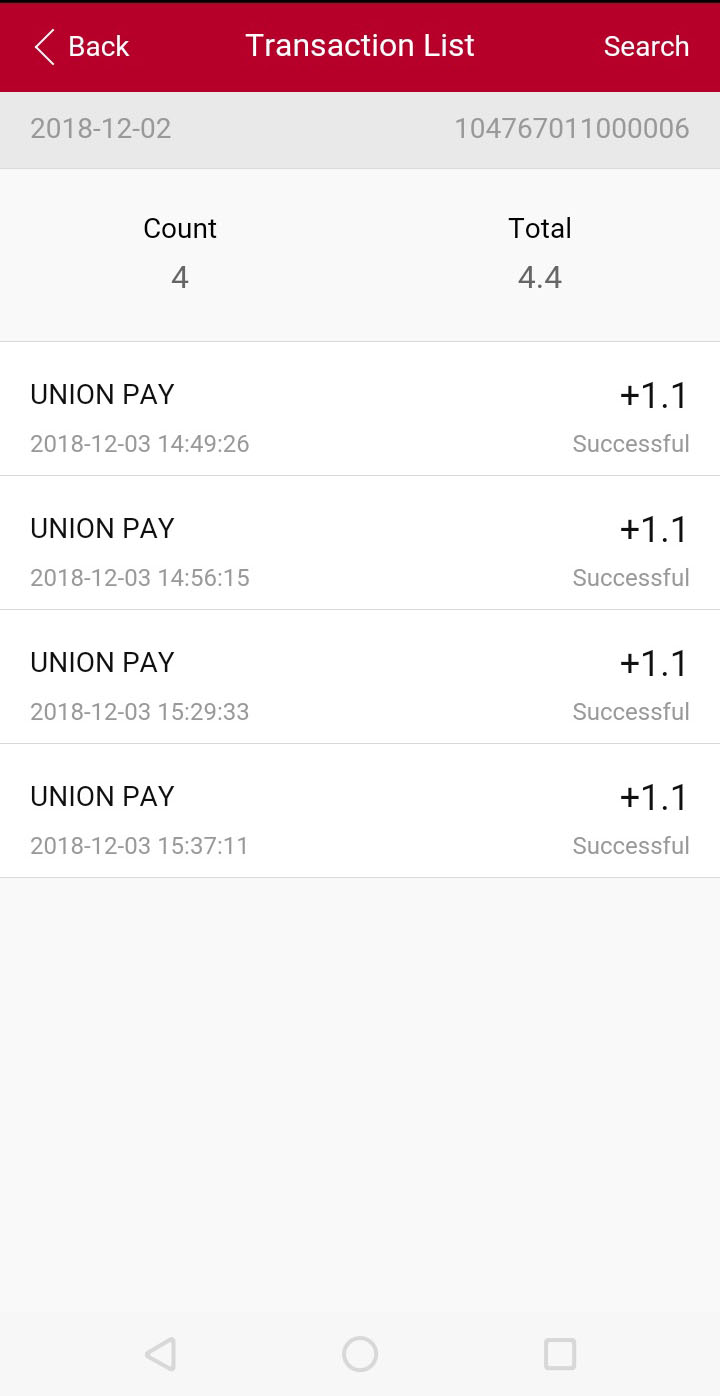 Back Transaction List Search
2018-12-02 104767011000006
Count Total
4 4.4
UNION PAY +1.1
2018-12-03 14:49:26 Successful
UNION PAY +1.1
2018-12-03 14:56:15 Successful
UNION PAY +1.1
2018-12-03 15:29:33 Successful
UNION PAY +1.1
2018-12-03 15:37:11 Successful